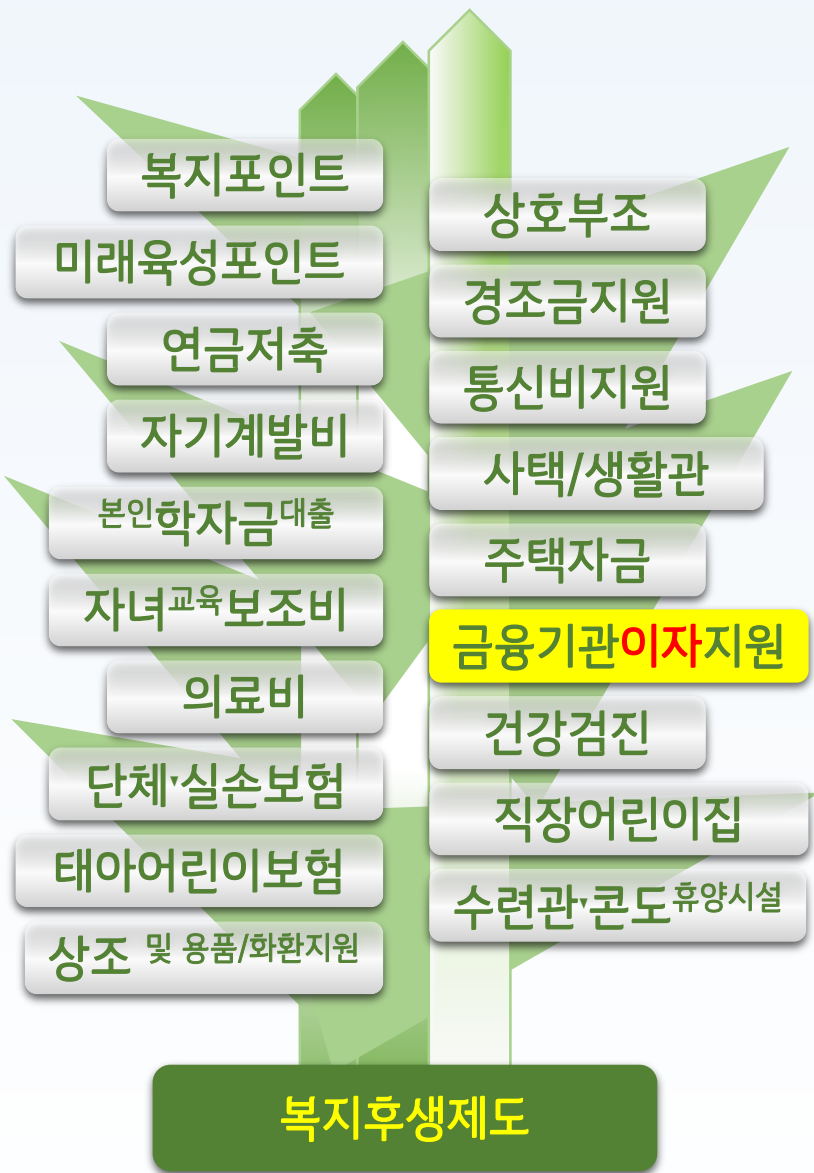 복지포인트
미래육성포인트
연금저축
자기계발비
본인학자금대출
자녀교육보조비
의료비
단체▾실손보험
태아어린이보험
상조 및 용품/화환지원
상호부조
경조금지원
통신비지원
사택/생활관
주택자금
금융기관이자지원
건강검진
직장어린이집
수련관▾콘도휴양시설
복지후생제도